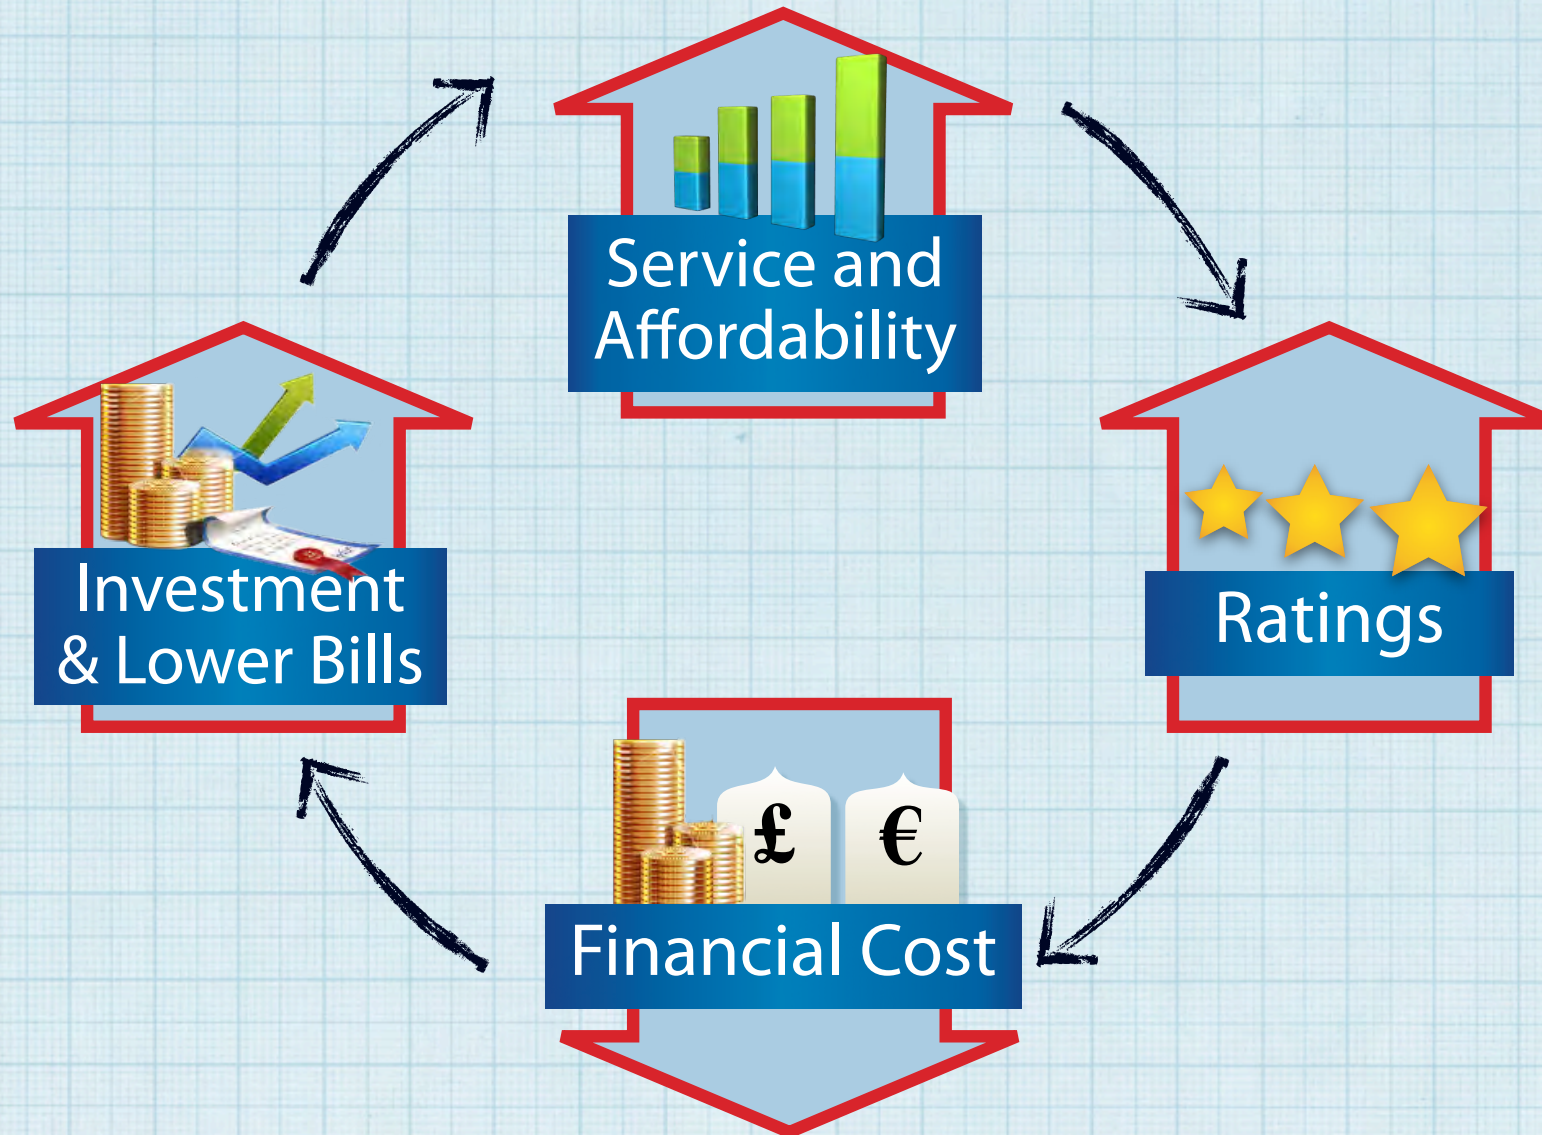 Service and
Affordability
Investment
& Lower Bills
Ratings
£ €
Financial Cost